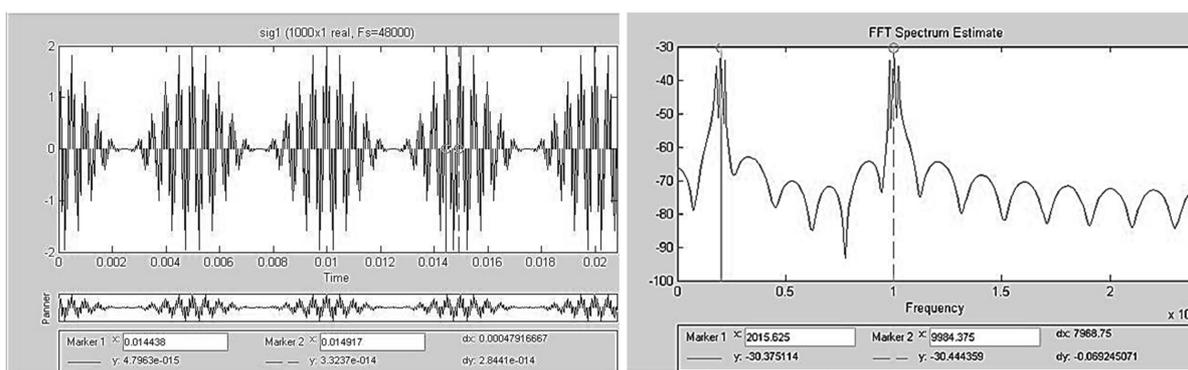 sig1 (1000x1 real, Fs=48000)
2
1
0
-1
-2
0 0.002 0.004 0.006 0.008 0.01 0.012 0.014 0.016 0.018 0.02
Time
Panner
Marker 1 x: 0.014438 Marker 2 x: 0.014917 dx: 0.00047916667
y: 4.7963e-015 y: 3.3237e-014 dy: 2.8441e-014
FFT Spectrum Estimate
-30
-40
-50
-60
-70
-80
-90
-100
0 0.5 1 1.5 2
Frequency
x 10
Marker 1 x: 2015.625 Marker 2 x: 9984.375 dx: 7968.75
y: -30.375114 y: -30.444359 dy: -0.069245071